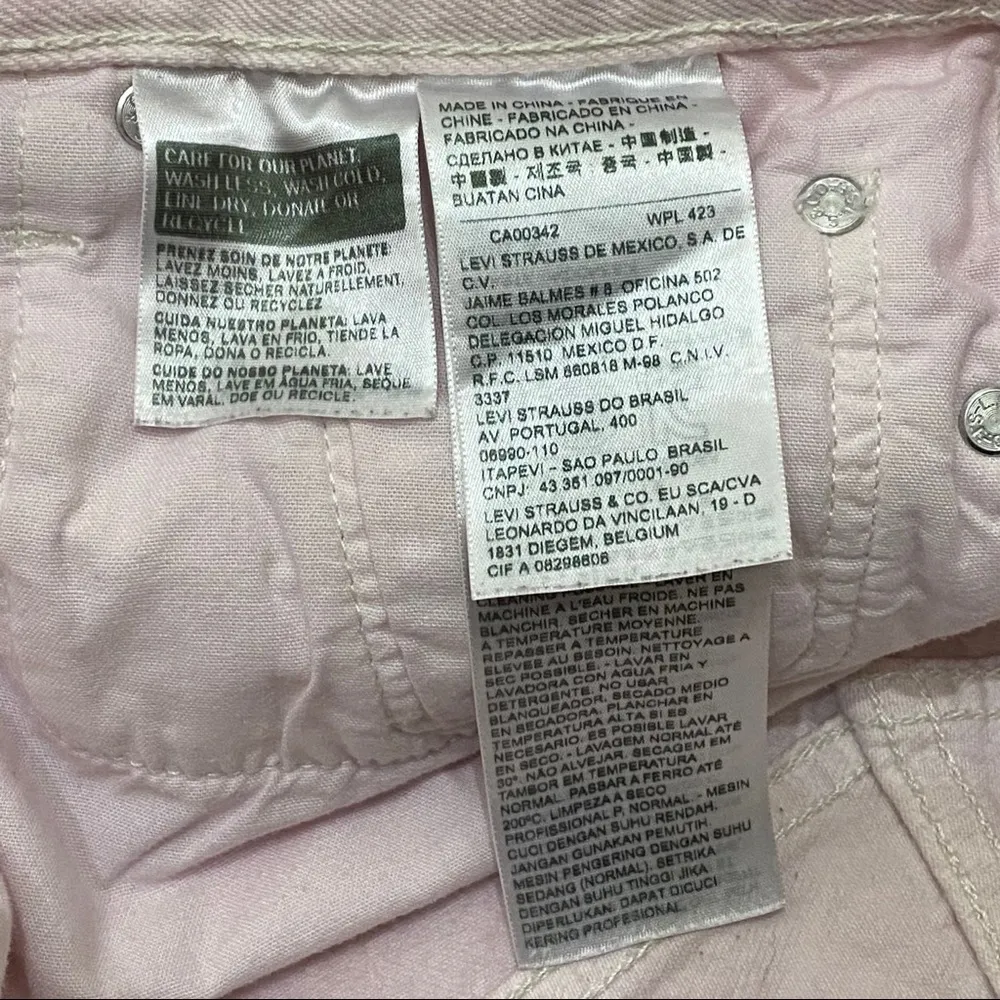 CARE FOR OUR PLANET.
WASH LESS, WASH COLD,
LINE DRY, DONATE OR
RECYCLE
PRENEZ SOIN DE NOTRE PLANETE:
LAVEZ MOINS, LAVEZ A FROID,
LAISSEZ SECHER NATURELLEMENT,
DONNEZ OU RECYCLEZ
CUIDA NUESTRO PLANETA: LAVA
MENOS, LAVA EN FRIO, TIENDE LA
ROPA, DONA O RECICLA.
CUIDE DO NOSSO PLANETA: LAVE
MENOS, LAVE EM ÁGUA FRIA, SEQUE
EM VARAL, DOE OU RECICLE.
MADE IN CHINA - FABRIQUE EN
CHINE - FABRICADO EN CHINA -
FABRICADO NA CHINA -
СДЕЛАНО В КИТАЕ - 中国制造 -
中國製 - 제조국 : 중국 - 中国製 -
BUATAN CINA
CA00342 WPL 423
LEVI STRAUSS DE MEXICO, S.A. DE
C.V.
JAIME BALMES # 8, OFICINA 502
COL. LOS MORALES POLANCO
DELEGACION MIGUEL HIDALGO
C.P. 11510 MEXICO D.F.
R.F.C. LSM 860818 M-98 C.N.I.V.
3337
LEVI STRAUSS DO BRASIL
AV. PORTUGAL, 400
06690-110
ITAPEVI - SAO PAULO BRASIL
CNPJ: 43.351.097/0001-90
LEVI STRAUSS & CO. EU SCA/CVA
LEONARDO DA VINCILAAN, 19 - D
1831 DIEGEM, BELGIUM
CIF A 08298606
CLEANING LAVER EN
MACHINE A L'EAU FROIDE. NE PAS
BLANCHIR. SECHER EN MACHINE
A TEMPERATURE MOYENNE.
REPASSER A TEMPERATURE
ELEVEE AU BESOIN. NETTOYAGE A
SEC POSSIBLE. - LAVAR EN
LAVADORA CON AGUA FRIA Y
DETERGENTE. NO USAR
BLANQUEADOR. SECADO MEDIO
EN SECADORA. PLANCHAR EN
TEMPERATURA ALTA SI ES
NECESARIO. ES POSIBLE LAVAR
EN SECO. - LAVAGEM NORMAL ATÉ
30°. NÃO ALVEJAR. SECAGEM EM
TAMBOR EM TEMPERATURA
NORMAL. PASSAR A FERRO ATÉ
200ºC. LIMPEZA A SECO
PROFISSIONAL P, NORMAL - MESIN
CUCI DENGAN SUHU RENDAH.
JANGAN GUNAKAN PEMUTIH.
MESIN PENGERING DENGAN SUHU
SEDANG (NORMAL). SETRIKA
DENGAN SUHU TINGGI JIKA
DIPERLUKAN. DAPAT DICUCI
KERING PROFESIONAL.